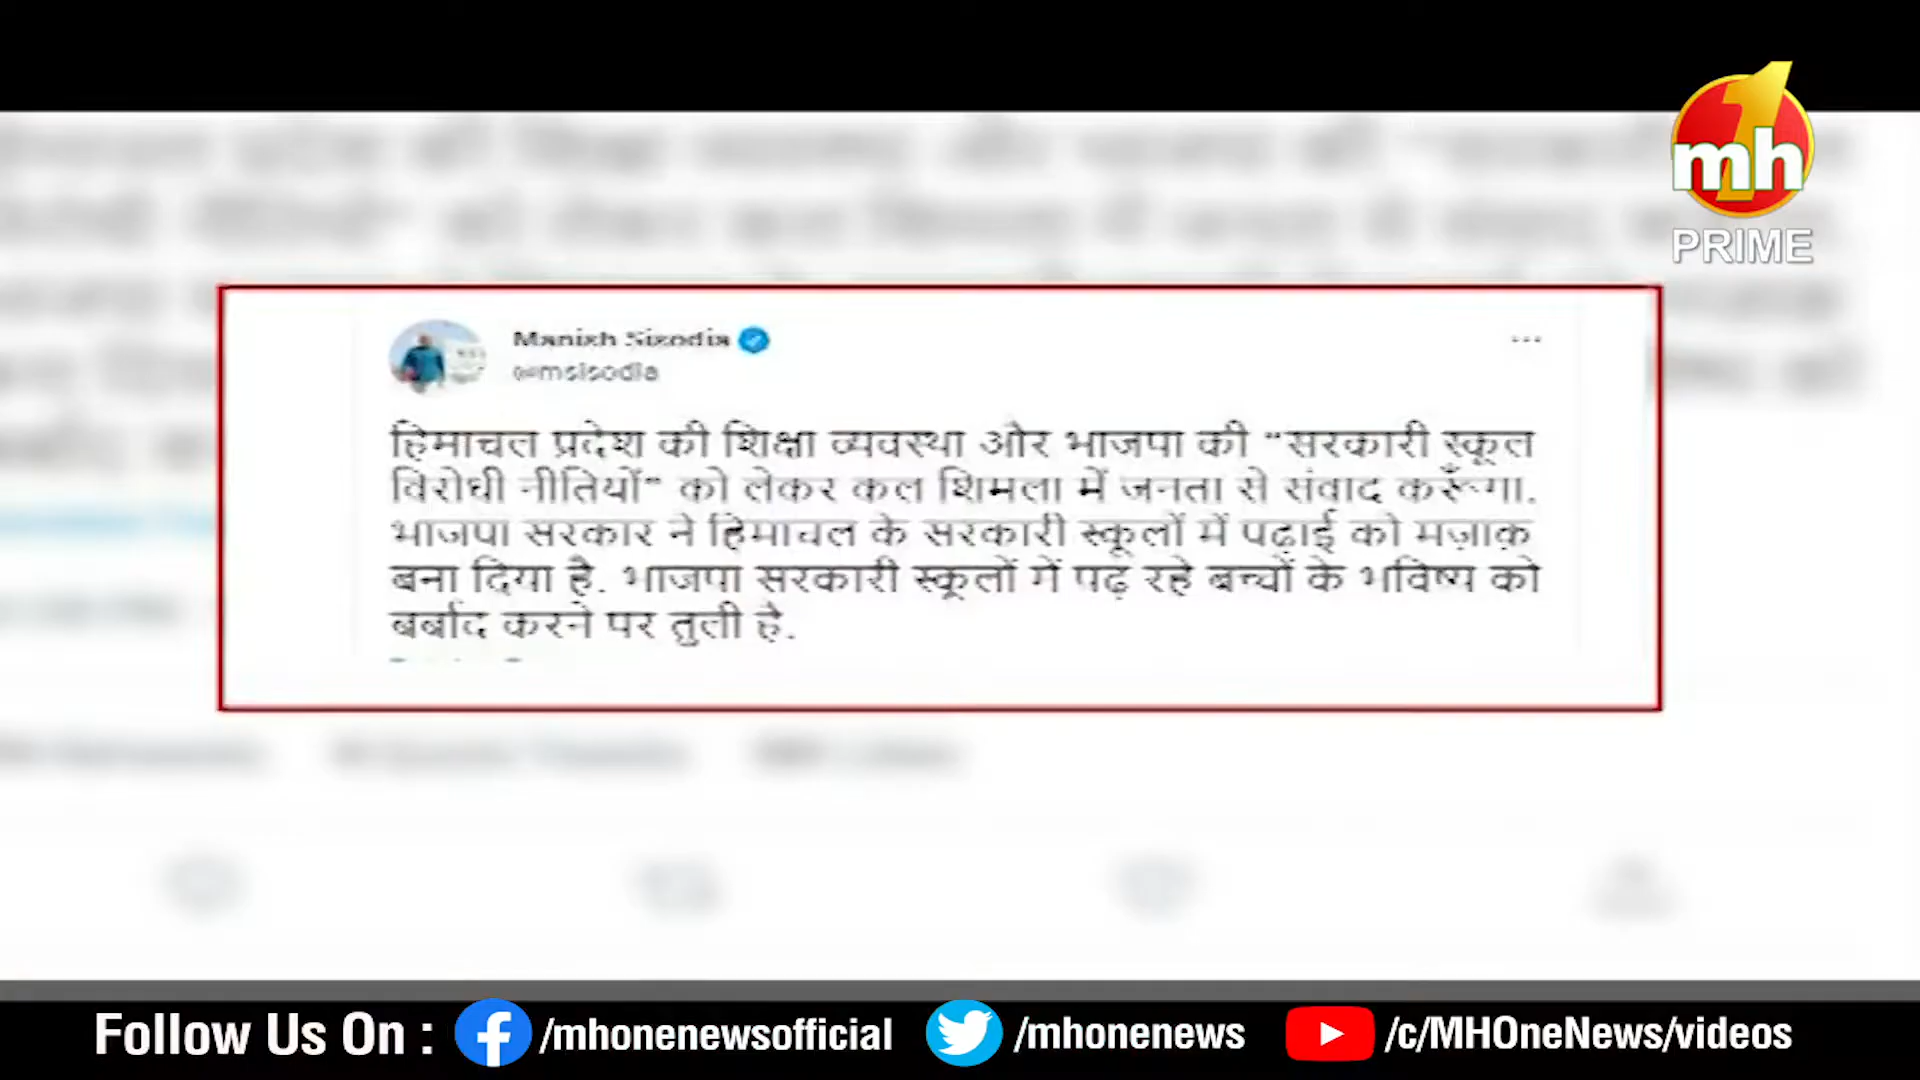 mh
1
PRIME
Manish Sisodia
@msisodia
हिमाचल प्रदेश की शिक्षा व्यवस्था और भाजपा की "सरकारी स्कूल
विरोधी नीतियों" को लेकर कल शिमला में जनता से संवाद करूँगा.
भाजपा सरकार ने हिमाचल के सरकारी स्कूलों में पढ़ाई को मज़ाक़
बना दिया है. भाजपा सरकारी स्कूलों में पढ़ रहे बच्चों के भविष्य को
बर्बाद करने पर तुली है.
Follow Us On : /mhonenewsofficial /mhonenews /c/MHOneNews/videos